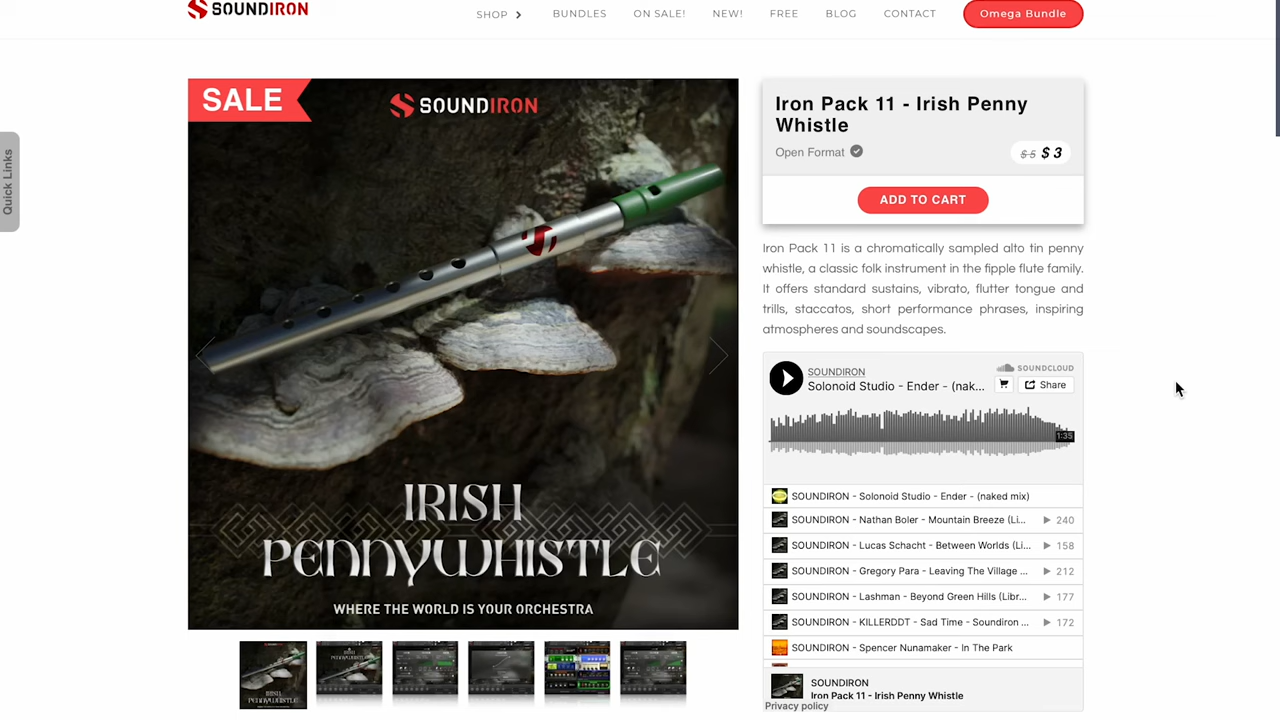 SOUNDIRON
SHOP
BUNDLES
ON SALE!
NEW!
FREE
BLOG
CONTACT
Omega Bundle
Quick Links
SALE
SOUNDIRON
IRISH
PENNYWHISTLE
WHERE THE WORLD IS YOUR ORCHESTRA
Iron Pack 11 - Irish Penny
Whistle
Open Format
$ 5 $ 3
ADD TO CART
Iron Pack 11 is a chromatically sampled alto tin penny
whistle, a classic folk instrument in the fipple flute family.
It offers standard sustains, vibrato, flutter tongue and
trills, staccatos, short performance phrases, inspiring
atmospheres and soundscapes.
SOUNDIRON
SOUNDCLOUD
Solonoid Studio - Ender - (nak...
Share
1:35
SOUNDIRON - Solonoid Studio - Ender - (naked mix)
SOUNDIRON - Nathan Boler - Mountain Breeze (Li... 240
SOUNDIRON - Lucas Schacht - Between Worlds (Li... 158
SOUNDIRON - Gregory Para - Leaving The Village ... 212
SOUNDIRON - Lashman - Beyond Green Hills (Libr... 177
SOUNDIRON - KILLERDDT - Sad Time - Soundiron ... 172
SOUNDIRON - Spencer Nunamaker - In The Park
SOUNDIRON
Iron Pack 11 - Irish Penny Whistle
Privacy policy